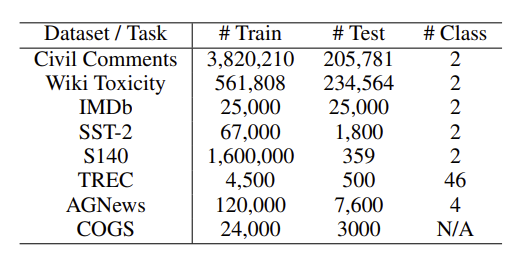 Dataset / Task # Train # Test # Class
Civil Comments 3,820,210 205,781 2
Wiki Toxicity 561,808 234,564 2
IMDb 25,000 25,000 2
SST-2 67,000 1,800 2
S140 1,600,000 359 2
TREC 4,500 500 46
AGNews 120,000 7,600 4
COGS 24,000 3000 N/A